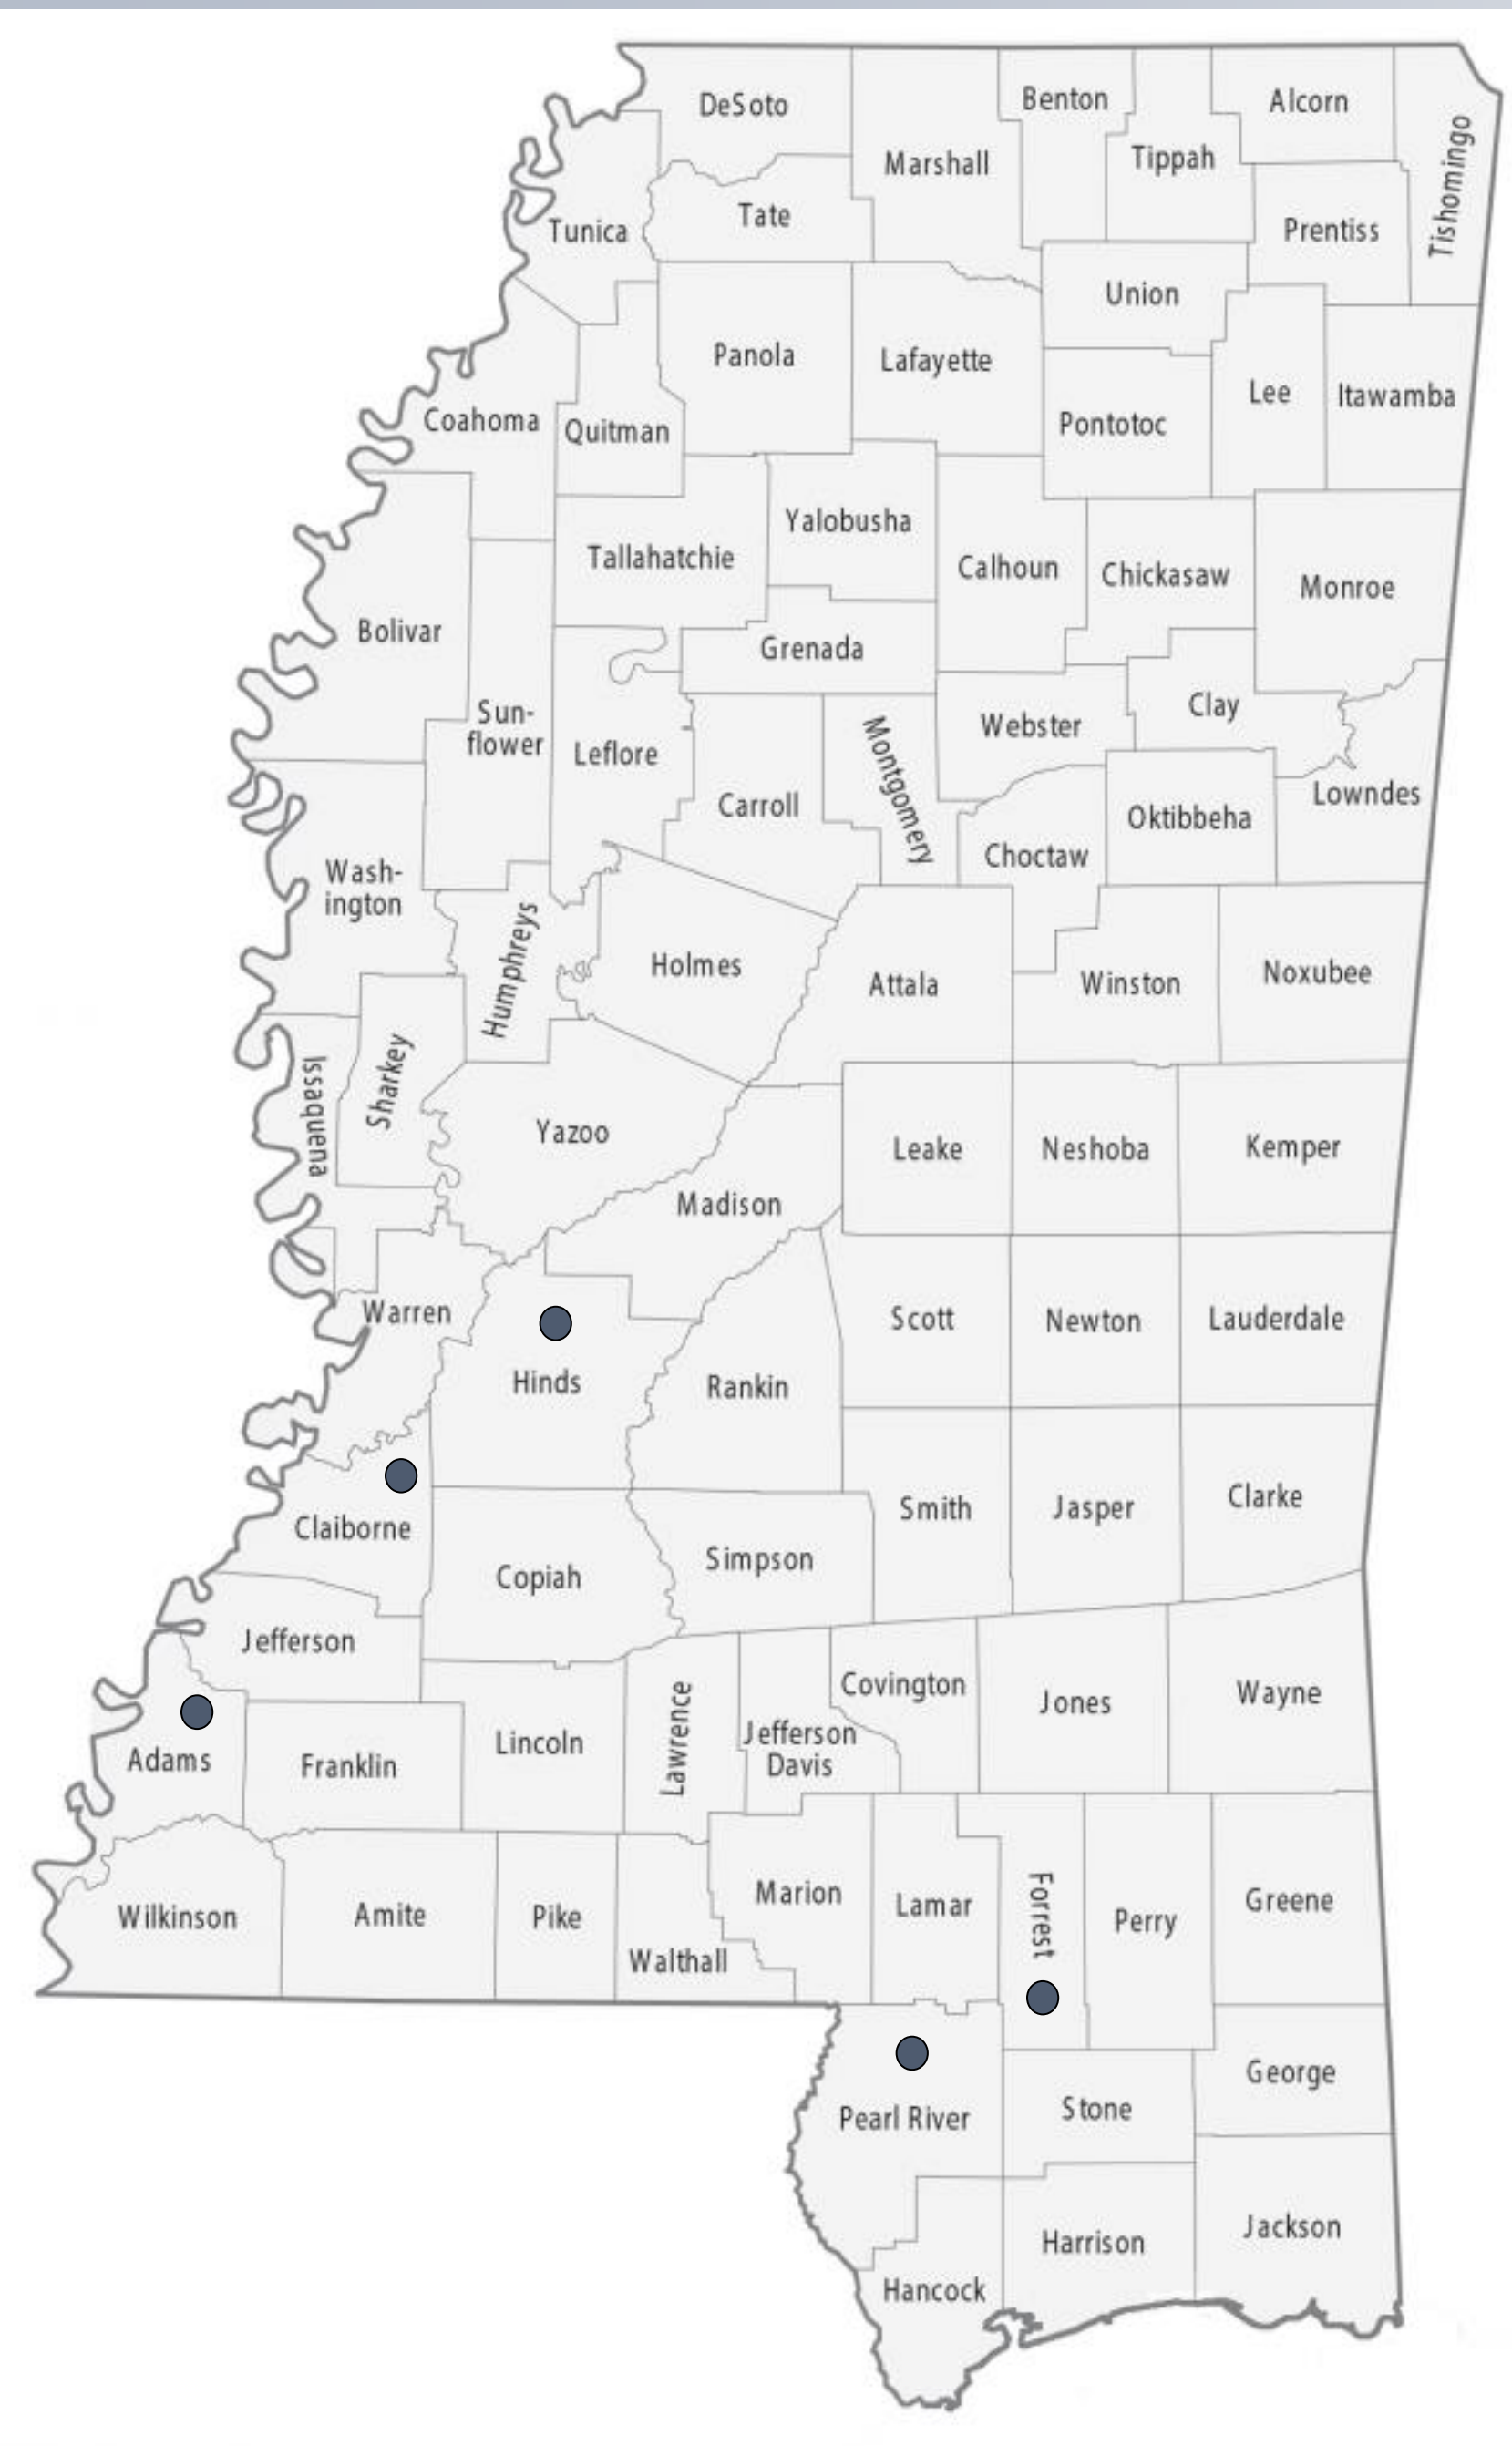 DeSoto
Benton
Alcorn
Marshall
Tippah
Tishomingo
Tunica
Tate
Prentiss
Union
Panola
Lafayette
Lee
Itawamba
Coahoma
Quitman
Pontotoc
Yalobusha
Tallahatchie
Calhoun
Chickasaw
Monroe
Bolivar
Grenada
Sun-
flower
Leflore
Montgomery
Webster
Clay
Carroll
Lowndes
Oktibbeha
Choctaw
Wash-
ington
Humphreys
Holmes
Attala
Winston
Noxubee
Issaquena
Sharkey
Yazoo
Leake
Neshoba
Kemper
Madison
Warren
Scott
Newton
Lauderdale
Hinds
Rankin
Claiborne
Smith
Jasper
Clarke
Copiah
Simpson
Jefferson
Covington
Jones
Wayne
Adams
Franklin
Lincoln
Lawrence
Jefferson
Davis
Wilkinson
Amite
Pike
Walthall
Marion
Lamar
Forrest
Perry
Greene
Pearl River
Stone
George
Harrison
Jackson
Hancock